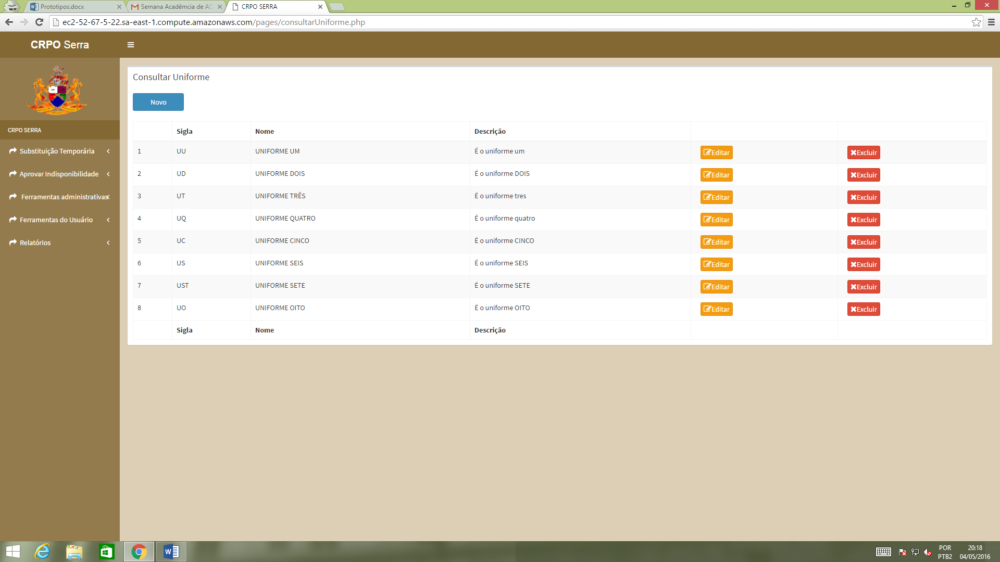 Prototipos.docx
Semana Acadêmcia de AD
CRPO SERRA
ec2-52-67-5-22.sa-east-1.compute.amazonaws.com/pages/consultarUniforme.php
CRPO Serra
CRPO SERRA
Substituição Temporária
Aprovar Indisponibilidade
Ferramentas administrativas
Ferramentas do Usuário
Relatórios
Consultar Uniforme
Novo
Sigla Nome Descrição
1 UU UNIFORME UM É o uniforme um Editar Excluir
2 UD UNIFORME DOIS É o uniforme DOIS Editar Excluir
3 UT UNIFORME TRÊS É o uniforme tres Editar Excluir
4 UQ UNIFORME QUATRO É o uniforme quatro Editar Excluir
5 UC UNIFORME CINCO É o uniforme CINCO Editar Excluir
6 US UNIFORME SEIS É o uniforme SEIS Editar Excluir
7 UST UNIFORME SETE É o uniforme SETE Editar Excluir
8 UO UNIFORME OITO É o uniforme OITO Editar Excluir
Sigla Nome Descrição
POR 20:18
PTB2 04/05/2016